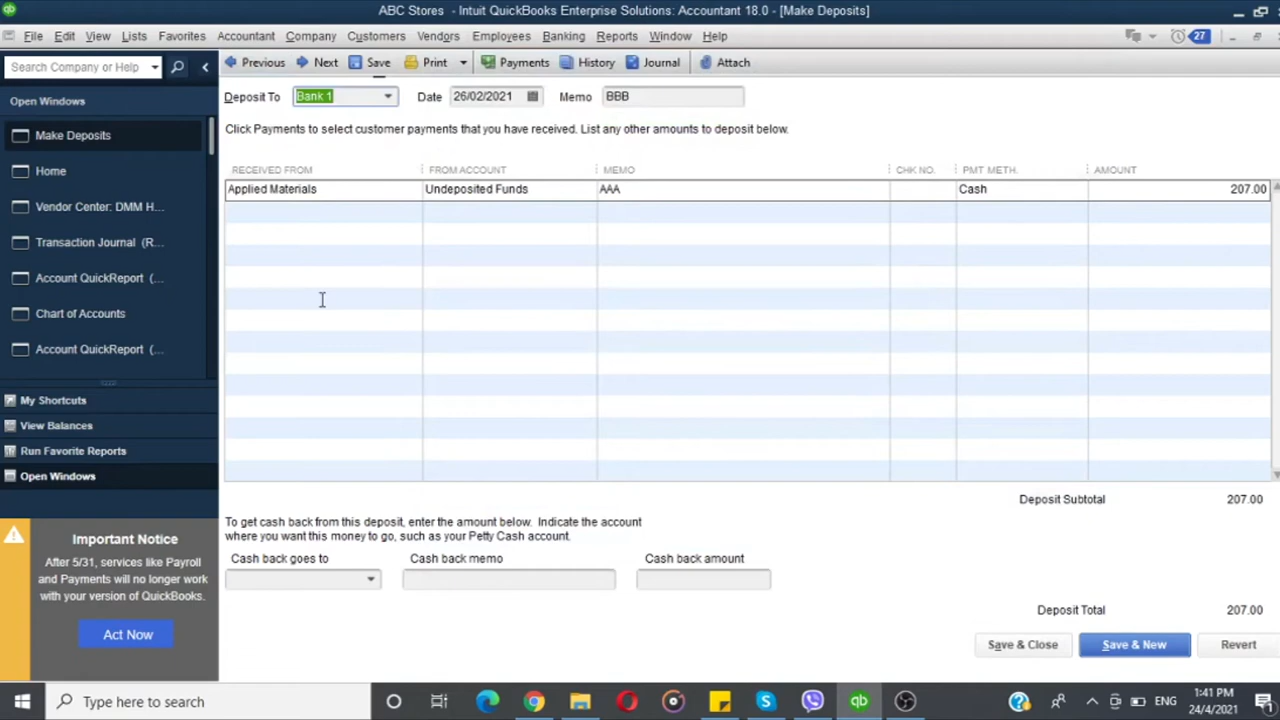 ABC Stores - Intuit QuickBooks Enterprise Solutions: Accountant 18.0 - [Make Deposits]
File Edit View Lists Favorites Accountant Company Customers Vendors Employees Banking Reports Window Help
27
Search Company or Help
Previous Next Save Print Payments History Journal Attach
Open Windows
Make Deposits
Home
Vendor Center: DMM H...
Transaction Journal (R...
Account QuickReport (...
Chart of Accounts
Account QuickReport (...
My Shortcuts
View Balances
Run Favorite Reports
Open Windows
Important Notice
After 5/31, services like Payroll
and Payments will no longer work
with your version of QuickBooks.
Act Now
Deposit To Bank 1 Date 26/02/2021 Memo BBB
Click Payments to select customer payments that you have received. List any other amounts to deposit below.
RECEIVED FROM FROM ACCOUNT MEMO CHK NO. PMT METH. AMOUNT
Applied Materials Undeposited Funds AAA Cash 207.00
Deposit Subtotal 207.00
To get cash back from this deposit, enter the amount below. Indicate the account
where you want this money to go, such as your Petty Cash account.
Cash back goes to Cash back memo Cash back amount
Deposit Total 207.00
Save & Close Save & New Revert
Type here to search
qb
ENG
1:41 PM
24/4/2021
1